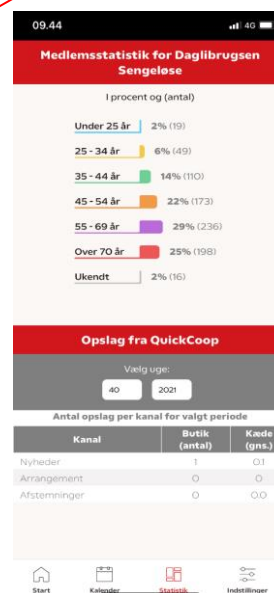 09.44
4G
Medlemsstatistik for Daglibrugsen
Sengeløse
I procent og (antal)
Under 25 år 2% (19)
25 - 34 år 6% (49)
35 - 44 år 14% (110)
45 - 54 år 22% (173)
55 - 69 år 29% (236)
Over 70 år 25% (198)
Ukendt 2% (16)
Opslag fra QuickCoop
Vælg uge:
40 2021
Antal opslag per kanal for valgt periode
Kanal Butik (antal) Kæde (gns.)
Nyheder 1 0.1
Arrangement 0 0
Afstemninger 0 0.0
Start Kalender Statistik Indstillinger